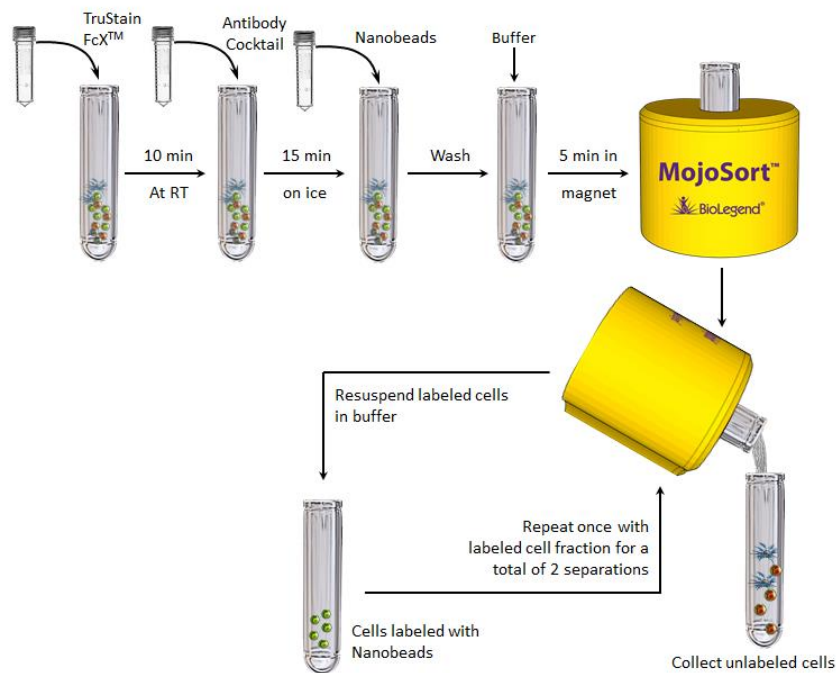 TruStain
FcX™
Antibody
Cocktail
Nanobeads
Buffer
10 min
At RT
15 min
on ice
Wash
5 min in
magnet
MojoSort™
BioLegend®
Resuspend labeled cells
in buffer
Repeat once with
labeled cell fraction for a
total of 2 separations
Cells labeled with
Nanobeads
Collect unlabeled cells